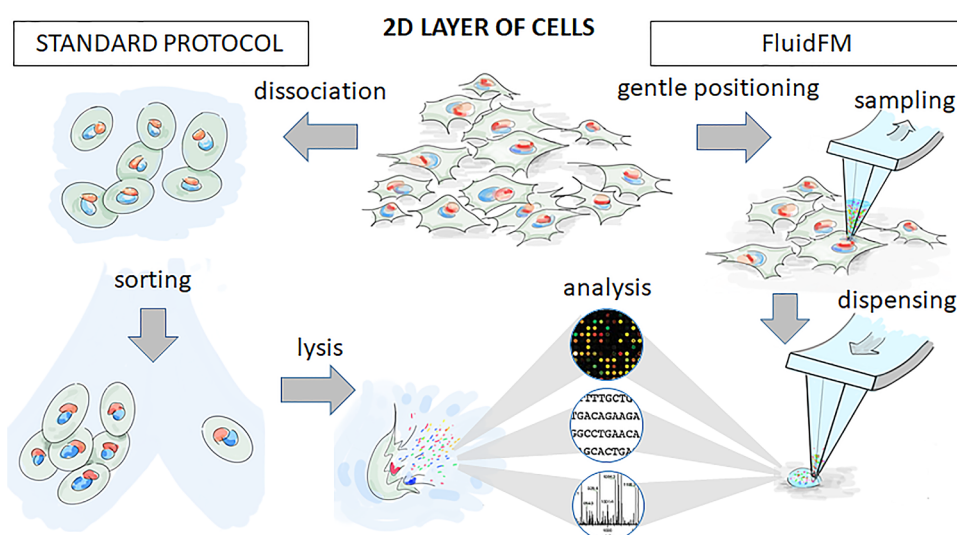 2D LAYER OF CELLS
STANDARD PROTOCOL
FluidFM
dissociation
gentle positioning
sampling
sorting
analysis
dispensing
lysis
TTTGCTG
TGACAGAAGA
GGCCTGAACA
GCACTGA